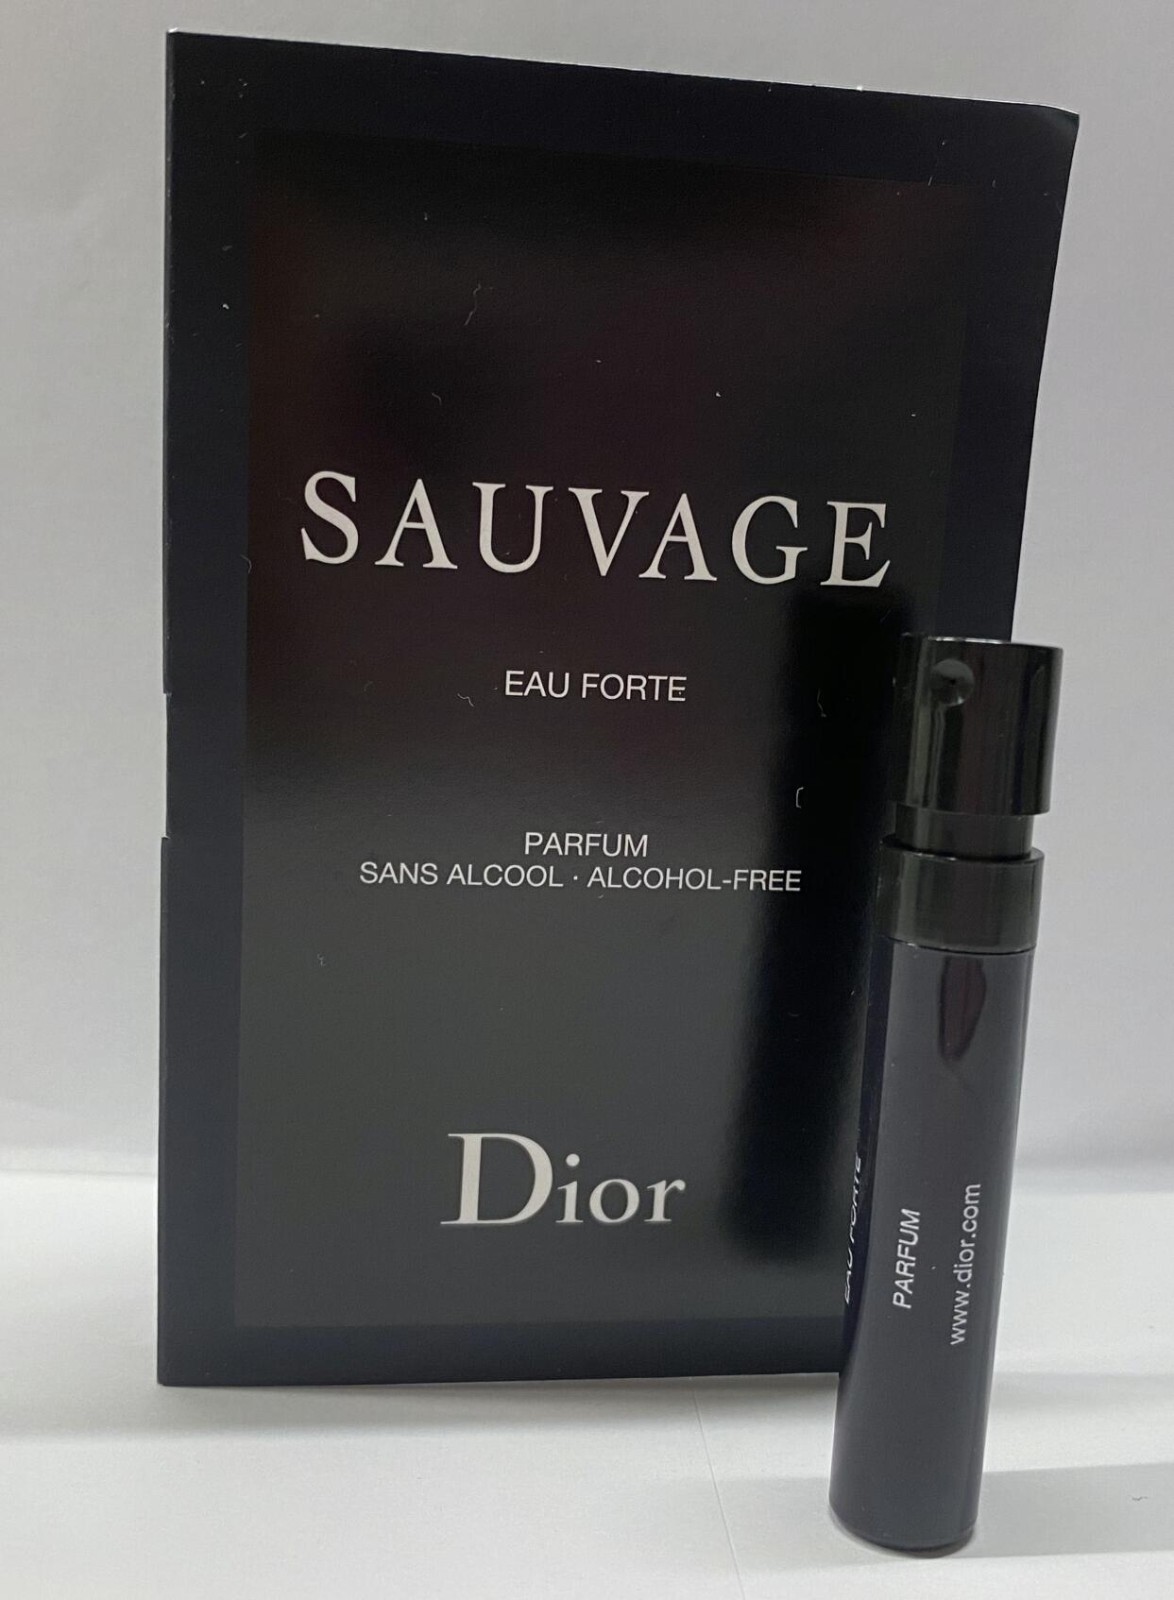 SAUVAGE
EAU FORTE
PARFUM
SANS ALCOOL · ALCOHOL-FREE
Dior
EAU FORTE
PARFUM
www.dior.com